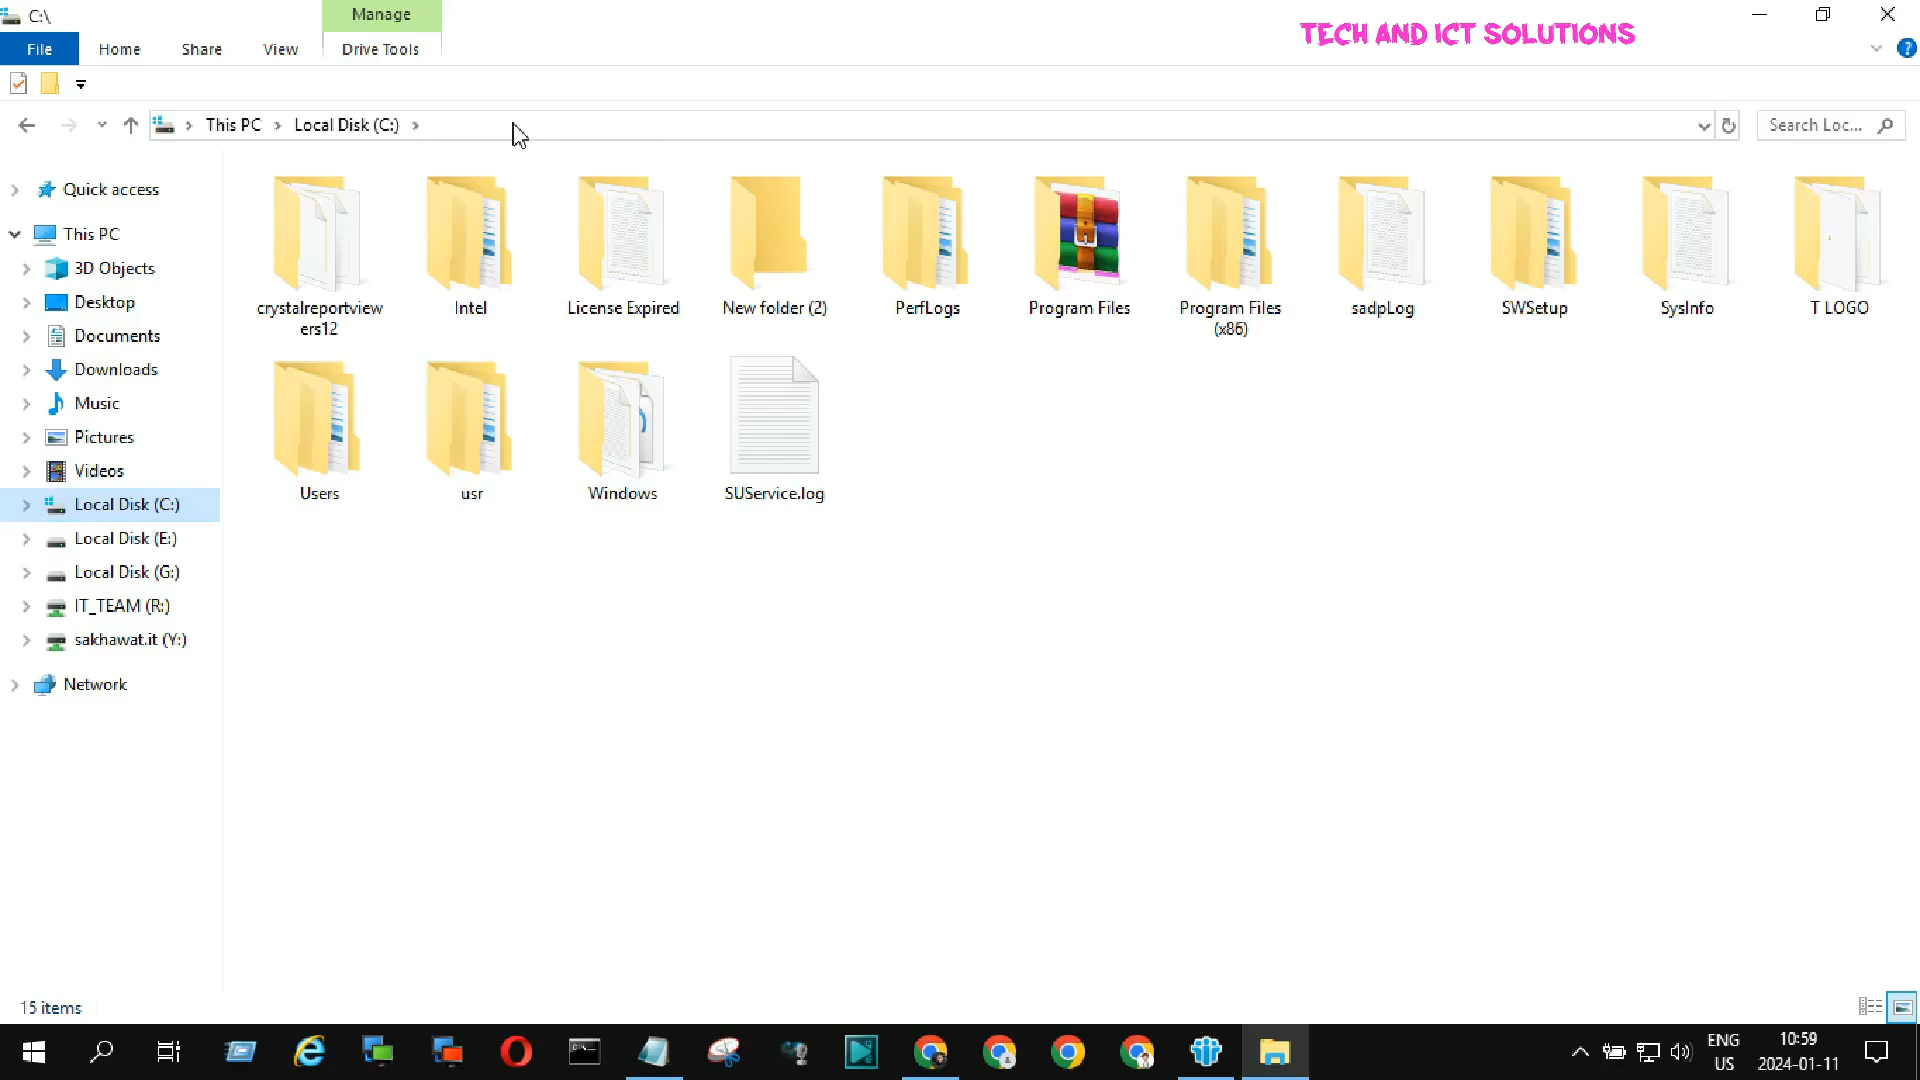 C:\
Manage
TECH AND ICT SOLUTIONS
File
Home
Share
View
Drive Tools
?
This PC
Local Disk (C:)
Search Loc...
Quick access
This PC
3D Objects
Desktop
Documents
Downloads
Music
Pictures
Videos
Local Disk (C:)
Local Disk (E:)
Local Disk (G:)
IT_TEAM (R:)
sakhawat.it (Y:)
Network
crystalreportview
ers12
Intel
License Expired
New folder (2)
PerfLogs
Program Files
Program Files
(x86)
sadpLog
SWSetup
SysInfo
T LOGO
Users
usr
Windows
SUService.log
15 items
ENG
US
10:59
2024-01-11